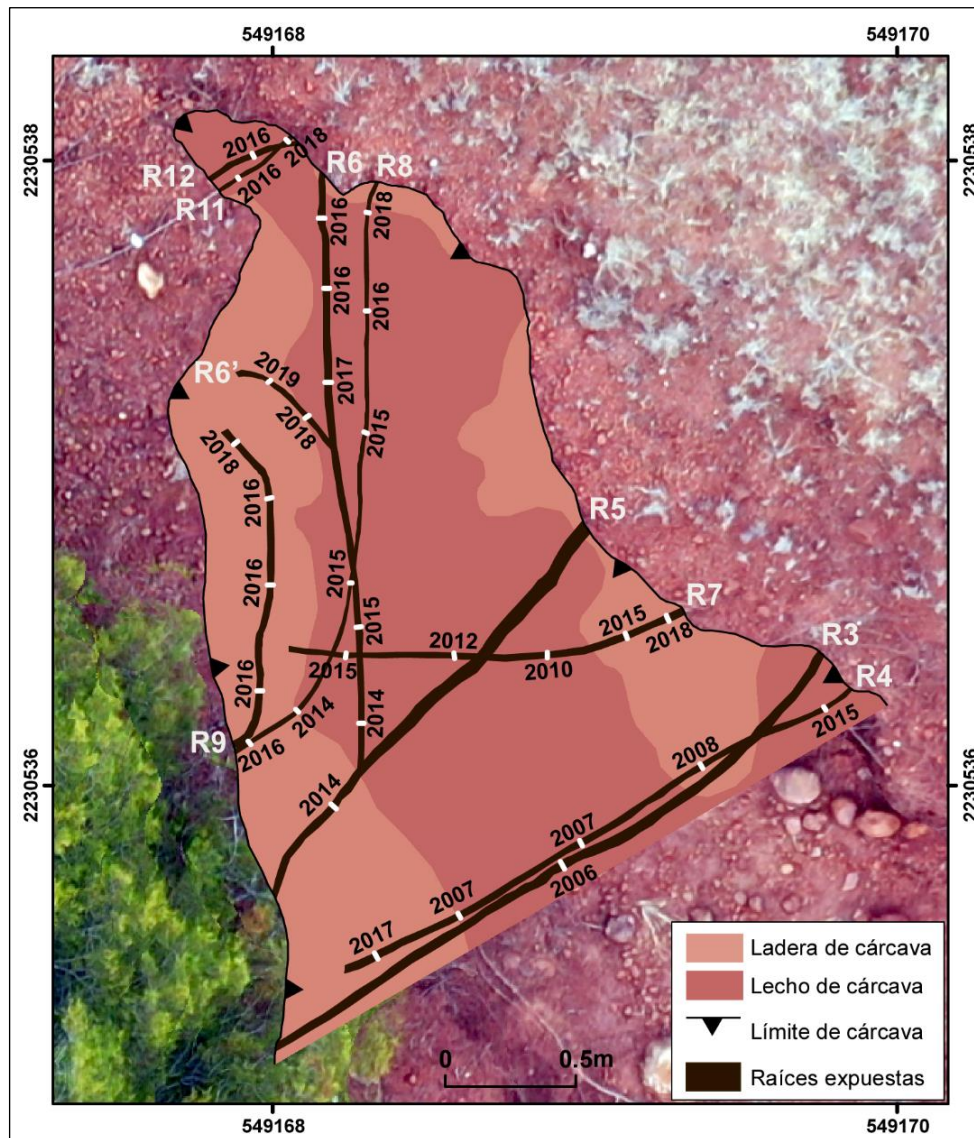 549168
549170
2230538
2230538
2016
2018
R12
R6
R8
2016
R11
2016
2018
2016
2016
2017
R6’
2019
2018
2015
2018
2016
R5
2016
2015
R7
2015
2018
2012
2015
2010
2015
R3
R4
2016
2014
2014
R9
2016
2015
2230536
2230536
2014
2008
2007
2006
2007
2017
Ladera de cárcava
Lecho de cárcava
Límite de cárcava
Raíces expuestas
0
0.5m
549168
549170